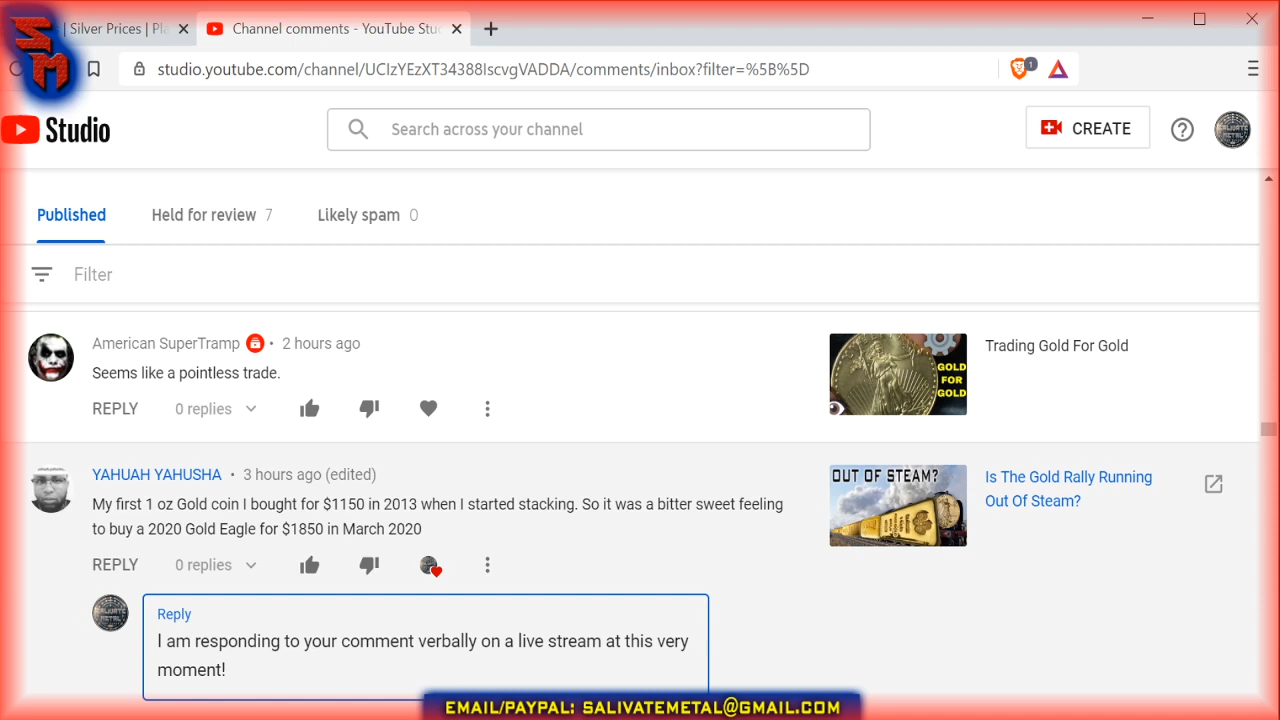 SM
| Silver Prices | Pla
Channel comments - YouTube Stud
studio.youtube.com/channel/UCIzYEzXT34388IscvgVADDA/comments/inbox?filter=%5B%5D
1
Studio
Search across your channel
CREATE
Published
Held for review 7
Likely spam 0
Filter
American SuperTramp • 2 hours ago
Seems like a pointless trade.
REPLY 0 replies
GOLD
FOR
GOLD
Trading Gold For Gold
YAHUAH YAHUSHA • 3 hours ago (edited)
My first 1 oz Gold coin I bought for $1150 in 2013 when I started stacking. So it was a bitter sweet feeling
to buy a 2020 Gold Eagle for $1850 in March 2020
REPLY 0 replies
OUT OF STEAM?
Is The Gold Rally Running
Out Of Steam?
Reply
I am responding to your comment verbally on a live stream at this very
moment!
EMAIL/PAYPAL: SALIVATEMETAL@GMAIL.COM